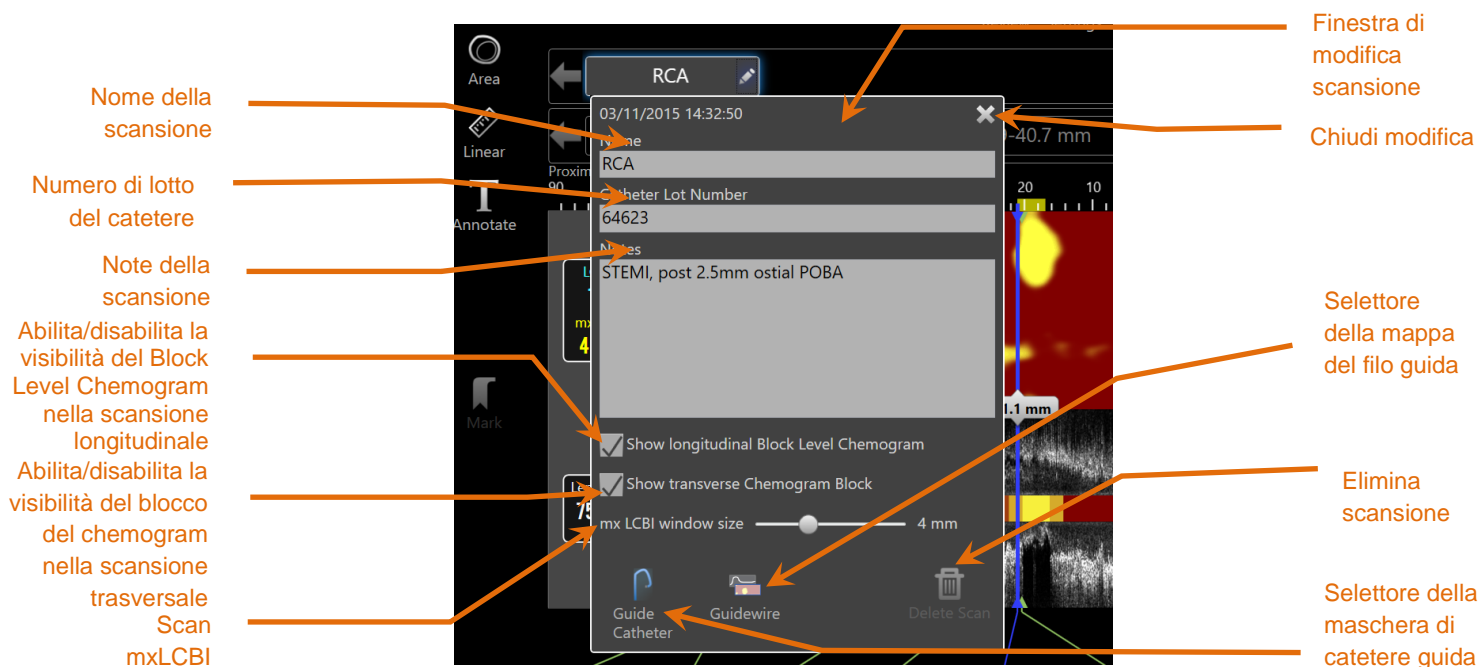 Nome della
scansione
Numero di lotto
del catetere
Note della
scansione
Abilita/disabilita la
visibilità del Block
Level Chemogram
nella scansione
longitudinale
Abilita/disabilita la
visibilità del blocco
del chemogram
nella scansione
trasversale
Scan
mxLCBI
Area
Linear
Annotate
Mark
RCA
03/11/2015 14:32:50
Name
RCA
Catheter Lot Number
64623
Notes
STEMI, post 2.5mm ostial POBA
Show longitudinal Block Level Chemogram
Show transverse Chemogram Block
mx LCBI window size 4 mm
Guide
Catheter
Guidewire
Delete Scan
-40.7 mm
90
20 10
1.1 mm
Finestra di
modifica
scansione
Chiudi modifica
Selettore
della mappa
del filo guida
Elimina
scansione
Selettore della
maschera di
catetere guida